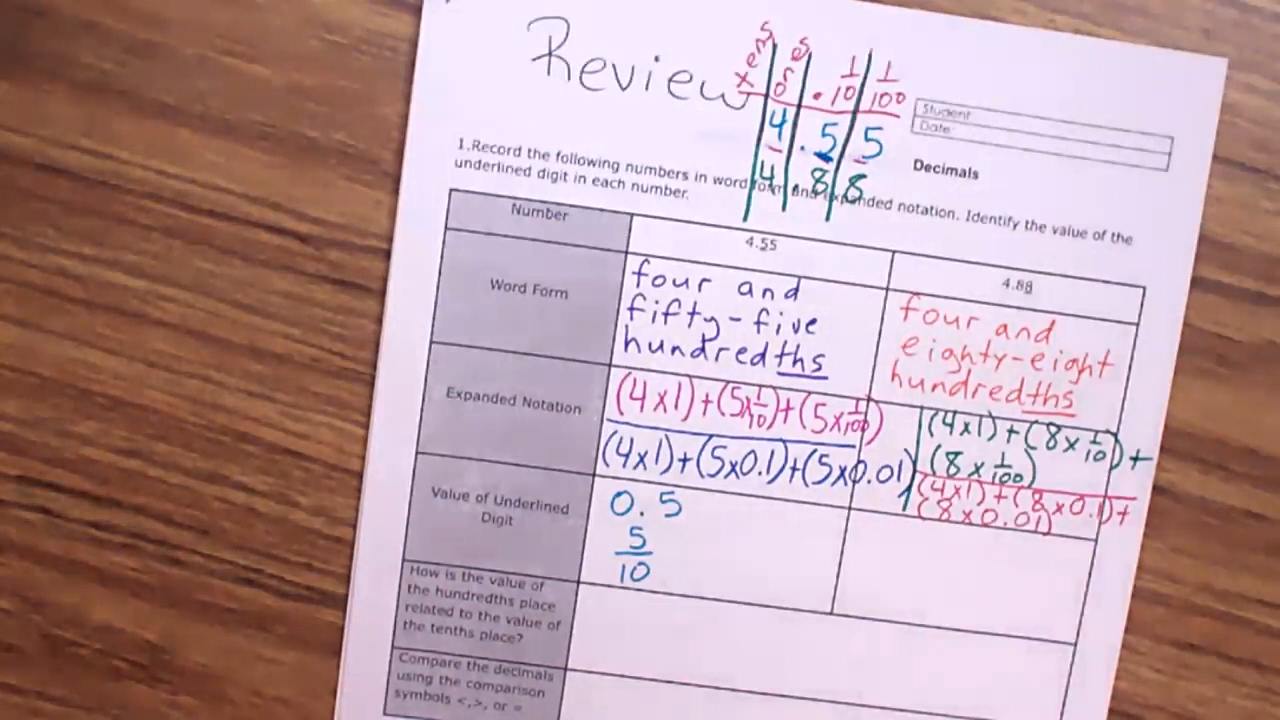 Review
tens ones . 1/10 1/100
4 . 5 5
4 . 8 8
Student
Date:
Decimals
1.Record the following numbers in word form and expanded notation. Identify the value of the
underlined digit in each number.
Number
4.55
4.88
Word Form
four and
fifty-five
hundredths
four and
eighty-eight
hundredths
Expanded Notation
(4x1)+(5x1/10)+(5x1/100)
(4x1)+(5x0.1)+(5x0.01)
(4x1)+(8x1/10)+
(8x1/100)
(4x1)+(8x0.1)+
(8x0.01)
Value of Underlined
Digit
0.5
5/10
How is the value of
the hundredths place
related to the value of
the tenths place?
Compare the decimals
using the comparison
symbols <,>, or =